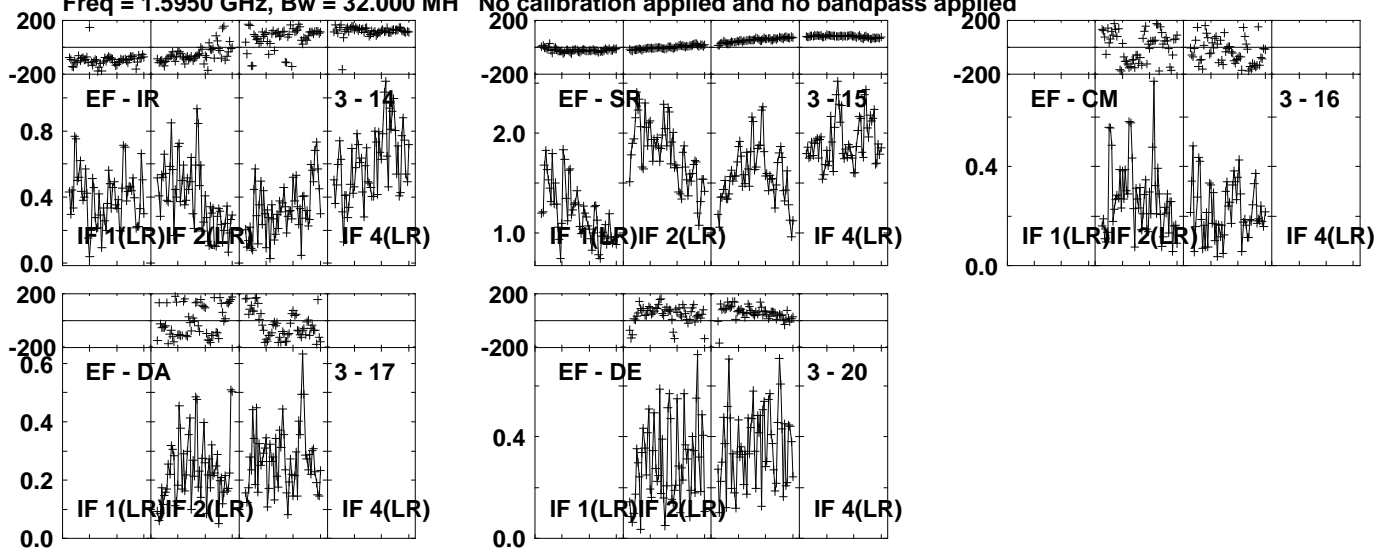 Freq = 1.5950 GHz, Bw = 32.000 MH No calibration applied and no bandpass applied
200
-200
EF - IR
3 - 14
0.8
0.4
0.0
IF 1(LR)
IF 2(LR)
IF 4(LR)
200
-200
EF - SR
3 - 15
2.0
1.0
IF 1(LR)
IF 2(LR)
IF 4(LR)
200
-200
EF - CM
3 - 16
0.4
0.0
IF 1(LR)
IF 2(LR)
IF 4(LR)
200
-200
0.6
EF - DA
3 - 17
0.4
0.2
0.0
IF 1(LR)
IF 2(LR)
IF 4(LR)
200
-200
EF - DE
3 - 20
0.4
0.0
IF 1(LR)
IF 2(LR)
IF 4(LR)